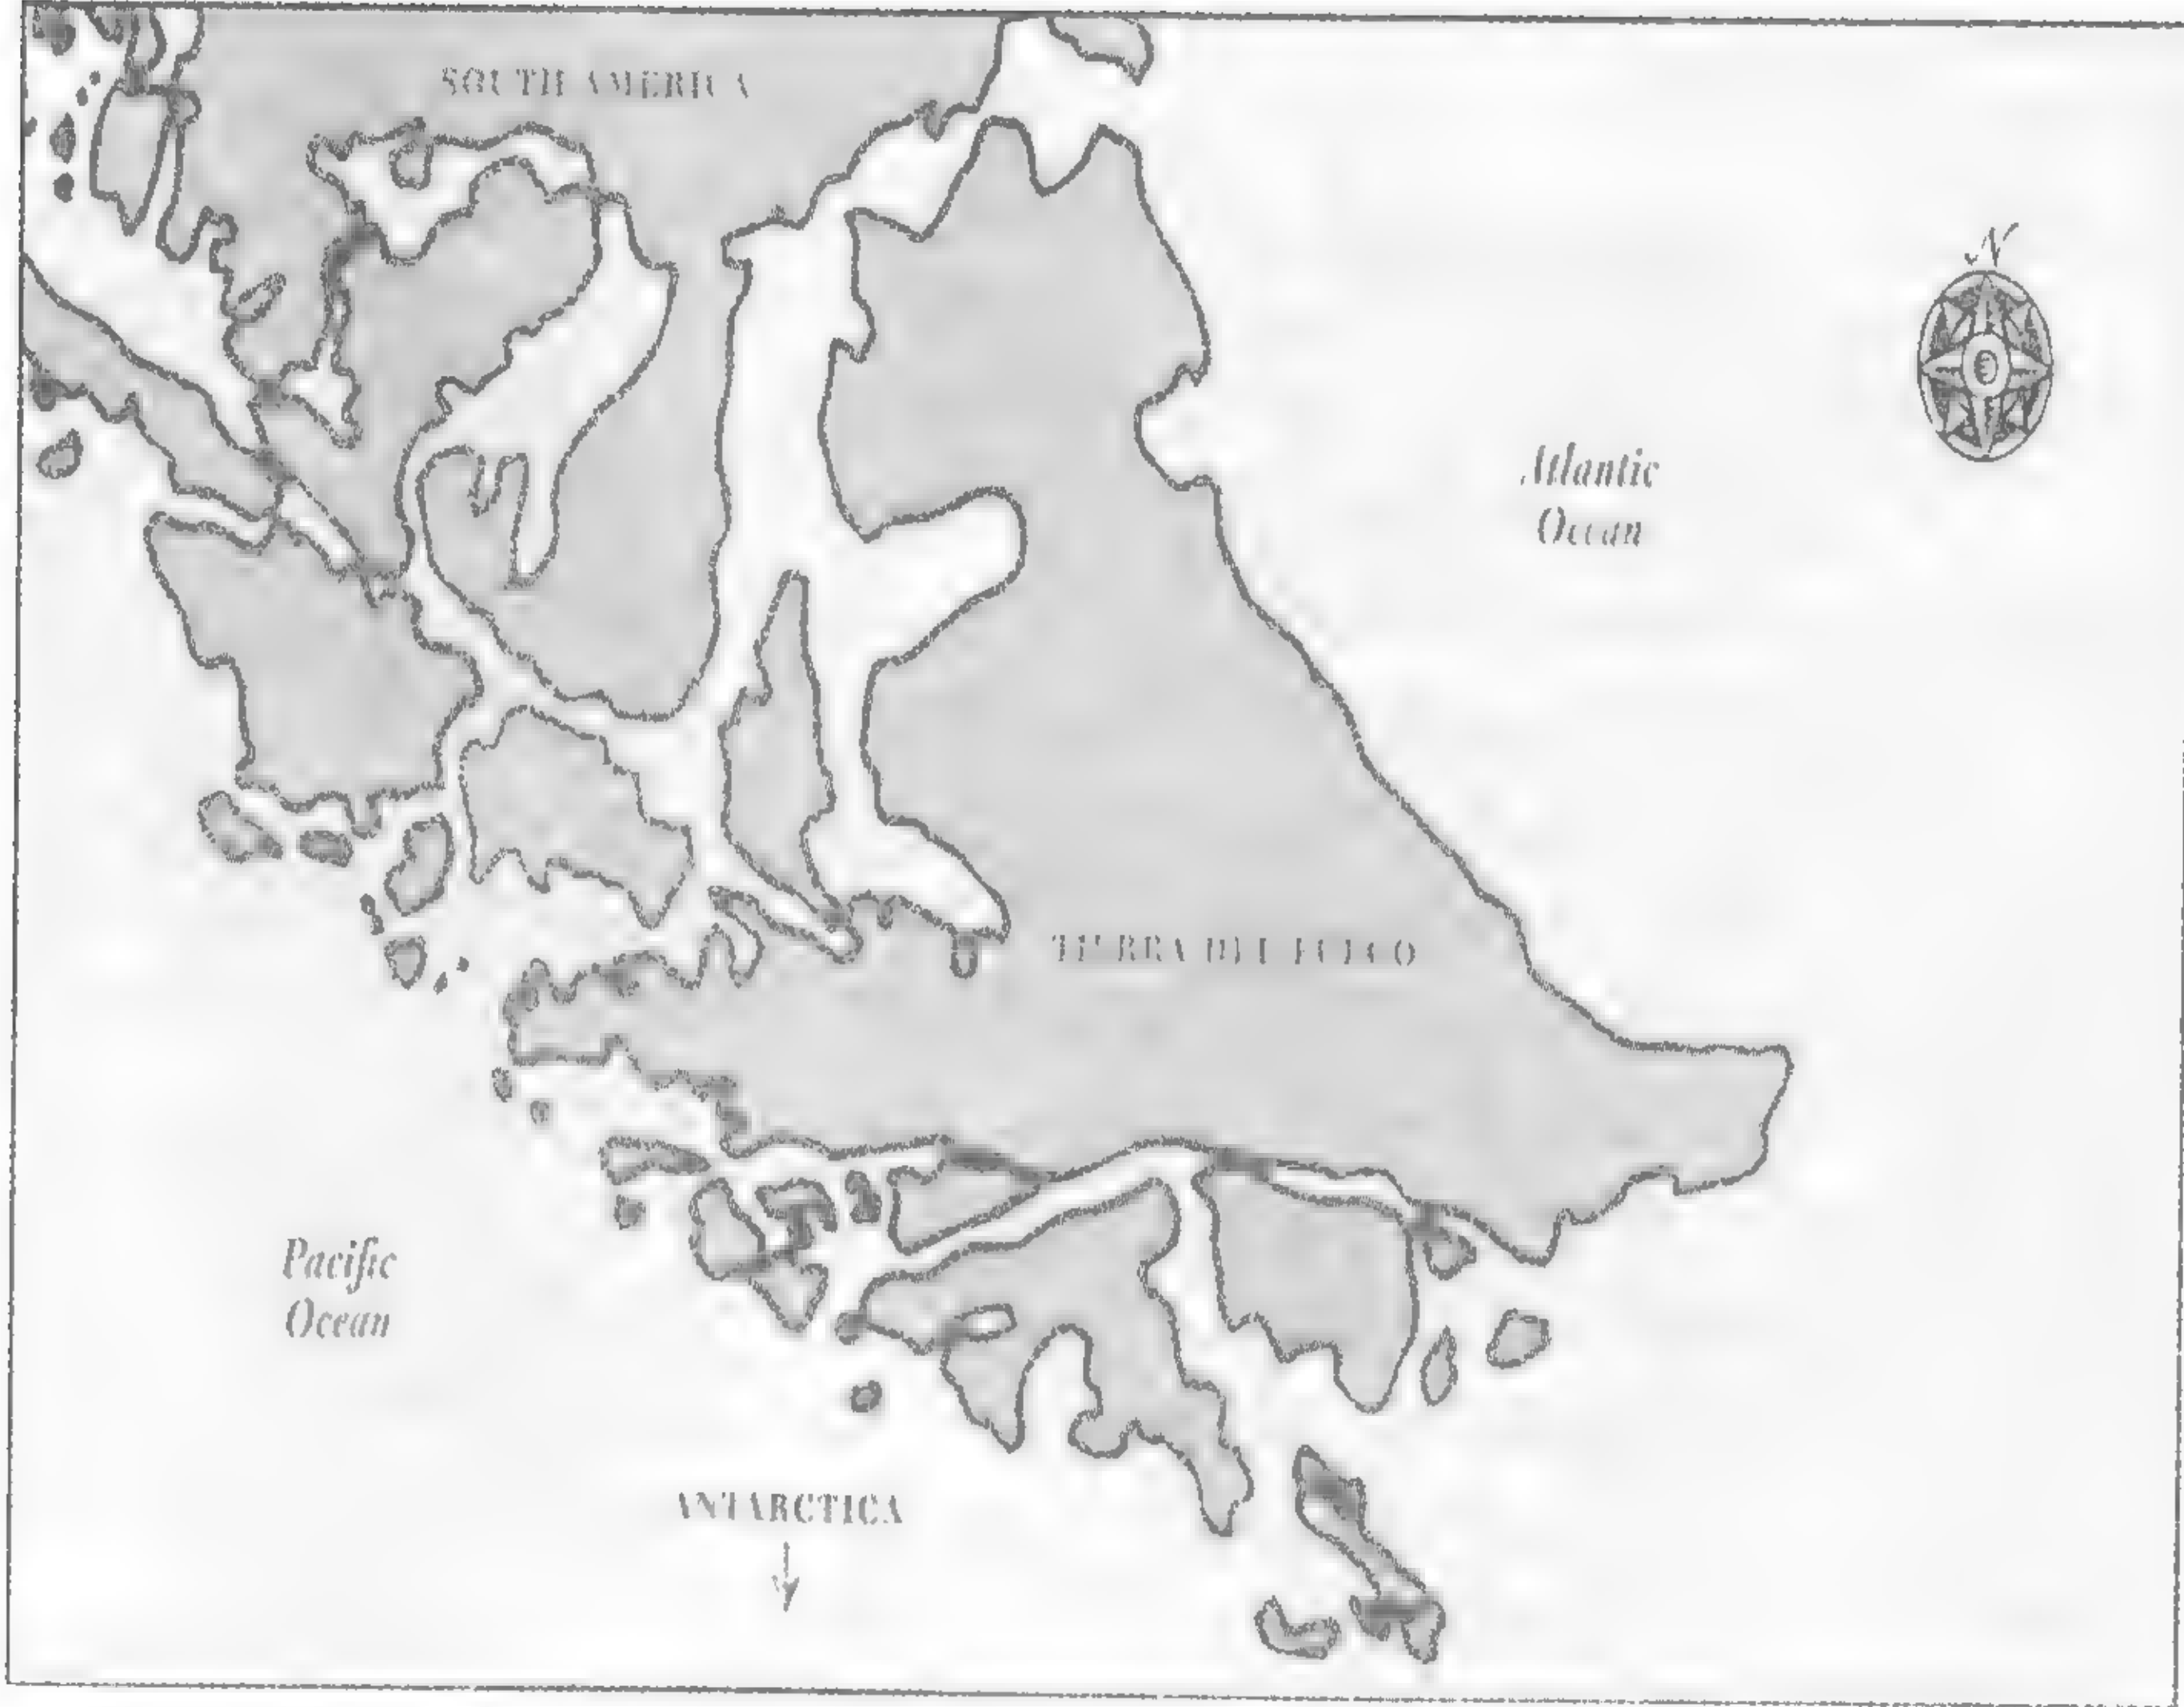 SOUTH AMERICA
N
Atlantic
Ocean
TIERRA DEL FUEGO
Pacific
Ocean
ANTARCTICA